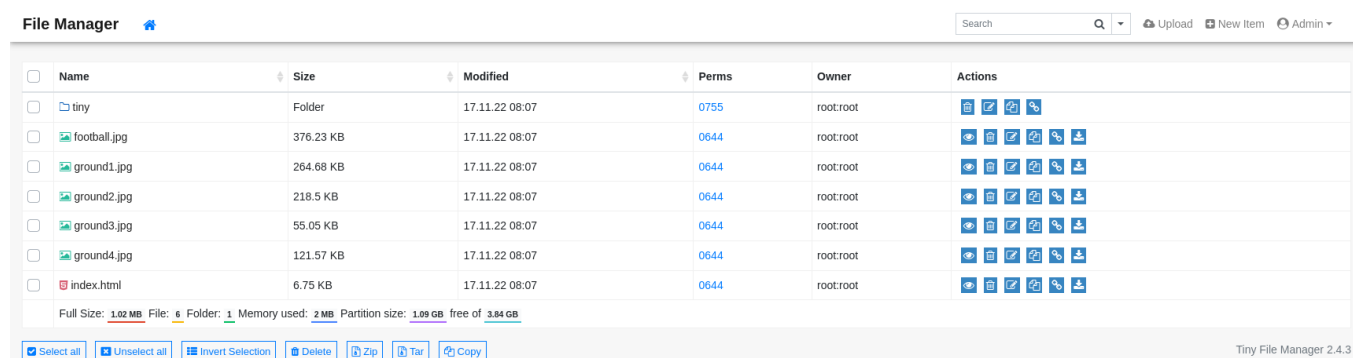 File Manager Search Upload New Item Admin
Name Size Modified Perms Owner Actions
tiny Folder 17.11.22 08:07 0755 root:root
football.jpg 376.23 KB 17.11.22 08:07 0644 root:root
ground1.jpg 264.68 KB 17.11.22 08:07 0644 root:root
ground2.jpg 218.5 KB 17.11.22 08:07 0644 root:root
ground3.jpg 55.05 KB 17.11.22 08:07 0644 root:root
ground4.jpg 121.57 KB 17.11.22 08:07 0644 root:root
index.html 6.75 KB 17.11.22 08:07 0644 root:root
Full Size: 1.02 MB File: 6 Folder: 1 Memory used: 2 MB Partition size: 1.09 GB free of 3.84 GB
Select all Unselect all Invert Selection Delete Zip Tar Copy Tiny File Manager 2.4.3